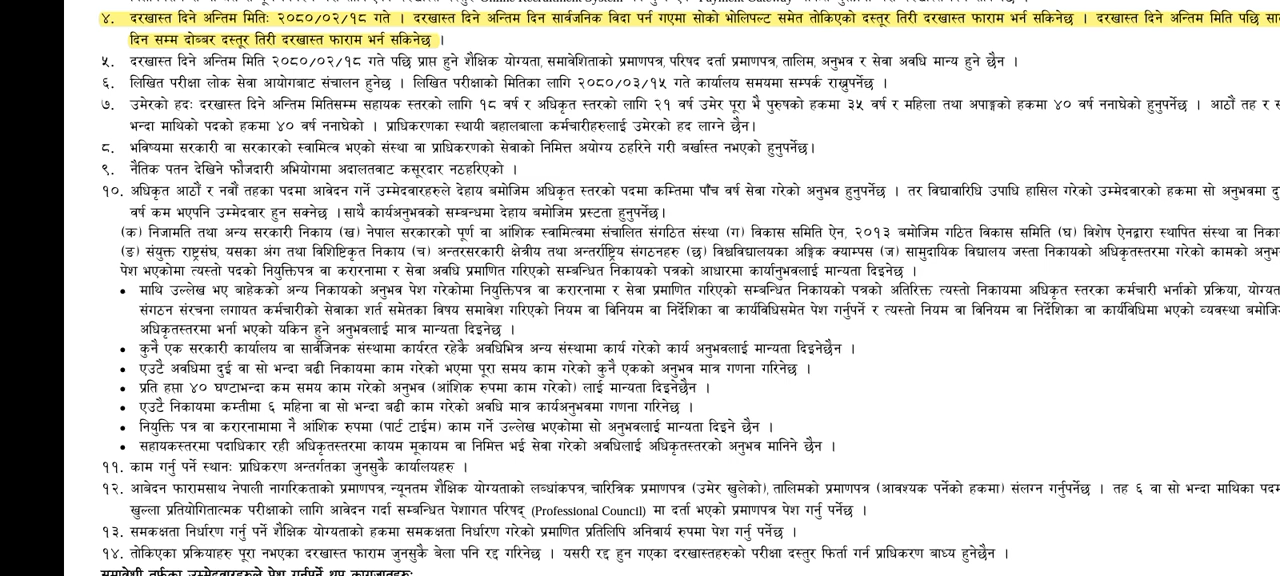 ४. दरखास्त दिने अन्तिम मितिः २०८०/०२/१८ गते । दरखास्त दिने अन्तिम दिन सार्वजनिक विदा पर्न गएमा सोको भोलिपल्ट समेत तोकिएको दस्तूर तिरी दरखास्त फाराम भर्न सकिनेछ । दरखास्त दिने अन्तिम मिति पछि
दिन सम्म दोब्बर दस्तूर तिरी दरखास्त फाराम भर्न सकिनेछ ।
५. दरखास्त दिने अन्तिम मिति २०८०/०२/१८ गते पछि प्राप्त हुने शैक्षिक योग्यता, समावेशिताको प्रमाणपत्र, परिषद दर्ता प्रमाणपत्र, तालिम, अनुभव र सेवा अवधि मान्य हुने छैन ।
६. लिखित परीक्षा लोक सेवा आयोगबाट संचालन हुनेछ । लिखित परीक्षाको मितिका लागि २०८०/०३/१५ गते कार्यालय समयमा सम्पर्क राख्नुपर्नेछ ।
७. उमेरको हदः दरखास्त दिने अन्तिम मितिसम्म सहायक स्तरको लागि १८ वर्ष र अधिकृत स्तरको लागि २१ वर्ष उमेर पूरा भै पुरुषको हकमा ३५ वर्ष र महिला तथा अपाङ्गको हकमा ४० वर्ष ननाघेको हुनुपर्नेछ । आठौं तह र
भन्दा माथिको पदको हकमा ४० वर्ष ननाघेको । प्राधिकरणका स्थायी बहालबाला कर्मचारीहरुलाई उमेरको हद लाग्ने छैन।
८. भविष्यमा सरकारी वा सरकारको स्वामित्व भएको संस्था वा प्राधिकरणको सेवाको निमित्त अयोग्य ठहरिने गरी बर्खास्त नभएको हुनुपर्नेछ।
९. नैतिक पतन देखिने फौजदारी अभियोगमा अदालतवाट कसूरदार नठहरिएको ।
१०. अधिकृत आठौं र नवौं तहका पदमा आवेदन गर्ने उम्मेदवारहरुले देहाय बमोजिम अधिकृत स्तरको पदमा कम्तिमा पाँच वर्ष सेवा गरेको अनुभव हुनुपर्नेछ । तर विद्यावारिधि उपाधि हासिल गरेको उम्मेदवारको हकमा सो अनुभवमा
वर्ष कम भएपनि उम्मेदवार हुन सक्नेछ ।साथै कार्यअनुभवको सम्बन्धमा देहाय बमोजिम प्रस्टता हुनुपर्नेछ।
(क) निजामति तथा अन्य सरकारी निकाय (ख) नेपाल सरकारको पूर्ण वा आंशिक स्वामित्वमा संचालित संगठित संस्था (ग) विकास समिति ऐन, २०१३ बमोजिम गठित विकास समिति (घ) विशेष ऐनद्वारा स्थापित संस्था वा
(ङ) संयुक्त राष्ट्रसंघ, यसका अंग तथा विशिष्टिकृत निकाय (च) अन्तरसरकारी क्षेत्रीय तथा अन्तर्राष्ट्रिय संगठनहरु (छ) विश्वविद्यालयका अङ्गिक क्याम्पस (ज) सामुदायिक विद्यालय जस्ता निकायको अधिकृतस्तरमा गरेको कामको
पेश भएकोमा त्यस्तो पदको नियुक्तिपत्र वा करारनामा र सेवा अवधि प्रमाणित गरिएको सम्बन्धित निकायको पत्रको आधारमा कार्यानुभवलाई मान्यता दिइनेछ ।
• माथि उल्लेख भए बाहेकको अन्य निकायको अनुभव पेश गरेकोमा नियुक्तिपत्र वा करारनामा र सेवा प्रमाणित गरिएको सम्बन्धित निकायको पत्रको अतिरिक्त त्यस्तो निकायमा अधिकृत स्तरका कर्मचारी भर्नाको प्रक्रिया,
संगठन संरचना लगायत कर्मचारीको सेवाका शर्त समेतका विषय समावेश गरिएको नियम वा विनियम वा निर्देशिका वा कार्यविधिसमेत पेश गर्नुपर्ने र त्यस्तो नियम वा विनियम वा निर्देशिका वा कार्यविधिमा भएको व्यवस्था
अधिकृतस्तरमा भर्ना भएको यकिन हुने अनुभवलाई मात्र मान्यता दिइनेछ ।
• कुनै एक सरकारी कार्यालय वा सार्वजिनक संस्थामा कार्यरत रहेकै अवधिभित्र अन्य संस्थामा कार्य गरेको कार्य अनुभवलाई मान्यता दिइनेछैन ।
• एउटै अवधिमा दुई वा सो भन्दा बढी निकायमा काम गरेको भएमा पूरा समय काम गरेको कुनै एकको अनुभव मात्र गणना गरिनेछ ।
• प्रति हप्ता ४० घण्टाभन्दा कम समय काम गरेको अनुभव (आंशिक रुपमा काम गरेको) लाई मान्यता दिइनेछैन ।
• एउटै निकायमा कम्तीमा ६ महिना वा सो भन्दा बढी काम गरेको अवधि मात्र कार्यअनुभवमा गणना गरिनेछ ।
• नियुक्ति पत्र वा करारनामामा नै आंशिक रुपमा (पार्ट टाईम) काम गर्ने उल्लेख भएकोमा सो अनुभवलाई मान्यता दिइने छैन ।
• सहायकस्तरमा पदाधिकार रही अधिकृतस्तरमा कायम मूकायम वा निमित्त भई सेवा गरेको अवधिलाई अधिकृतस्तरको अनुभव मानिने छैन ।
११. काम गर्नु पर्ने स्थानः प्राधिकरण अन्तर्गतका जुनसुकै कार्यालयहरु ।
१२. आबेदन फारामसाथ नेपाली नागरिकताको प्रमाणपत्र, न्यूनतम शैक्षिक योग्यताको लब्धांकपत्र, चारित्रिक प्रमाणपत्र (उमेर खुलेको), तालिमको प्रमाणपत्र (आवश्यक पर्नेको हकमा) संलग्न गर्नुपर्नेछ । तह ६ वा सो भन्दा माथिका
खुल्ला प्रतियोगितात्मक परीक्षाको लागि आवेदन गर्दा सम्बन्धित पेशागत परिषद् (Professional Council) मा दर्ता भएको प्रमाणपत्र पेश गर्नु पर्नेछ ।
१३. समकक्षता निर्धारण गर्नु पर्ने शैक्षिक योग्यताको हकमा समकक्षता निर्धारण गरेको प्रमाणित प्रतिलिपि अनिवार्य रुपमा पेश गर्नु पर्नेछ ।
१४. तोकिएका प्रक्रियाहरु पूरा नभएका दरखास्त फाराम जुनसुकै बेला पनि रद्द गरिनेछ । यसरी रद्द हुन गएका दरखास्तहरुको परीक्षा दस्तुर फिर्ता गर्न प्राधिकरण बाध्य हुनेछैन ।